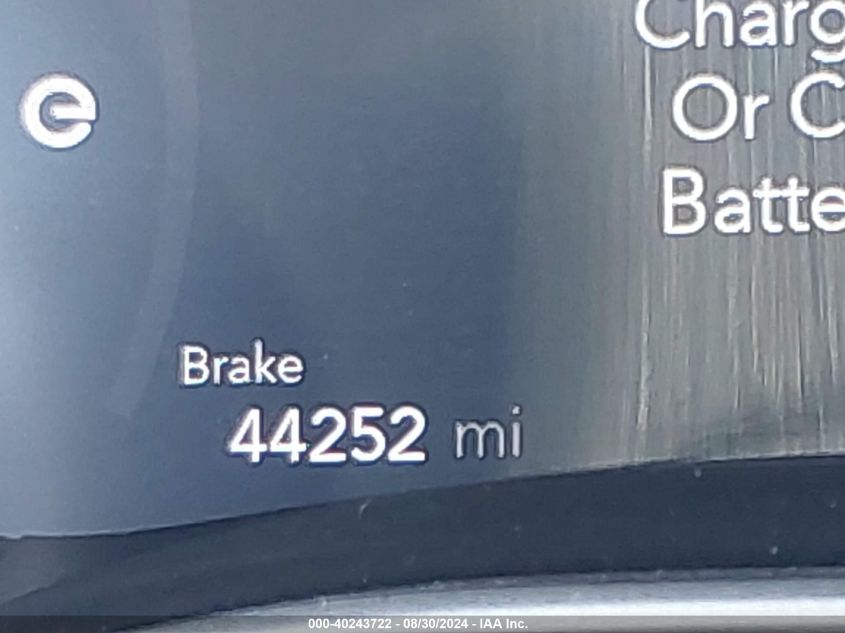 Charg
Or C
Batte
e
Brake
44252 mi
000-40243722 - 08/30/2024 - IAA Inc.